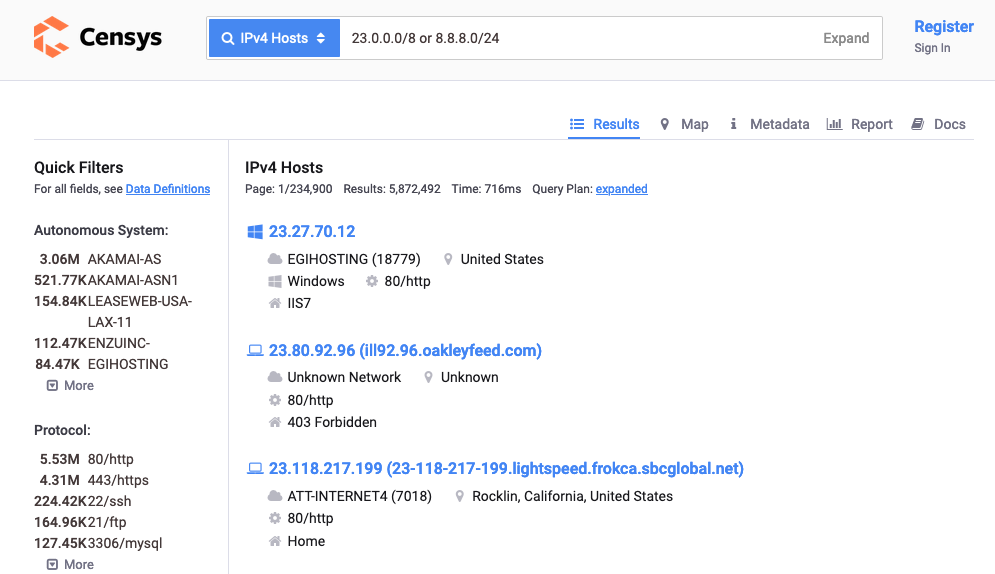 Censys
IPv4 Hosts
23.0.0.0/8 or 8.8.8.0/24
Expand
Register
Sign In
Results
Map
Metadata
Report
Docs
Quick Filters
For all fields, see Data Definitions
Autonomous System:
3.06M AKAMAI-AS
521.77K AKAMAI-ASN1
154.84K LEASEWEB-USA-
LAX-11
112.47K ENZUINC-
84.47K EGIHOSTING
More
Protocol:
5.53M 80/http
4.31M 443/https
224.42K 22/ssh
164.96K 21/ftp
127.45K 3306/mysql
More
IPv4 Hosts
Page: 1/234,900 Results: 5,872,492 Time: 716ms Query Plan: expanded
23.27.70.12
EGIHOSTING (18779) United States
Windows 80/http
IIS7
23.80.92.96 (ill92.96.oakleyfeed.com)
Unknown Network Unknown
80/http
403 Forbidden
23.118.217.199 (23-118-217-199.lightspeed.frokca.sbcglobal.net)
ATT-INTERNET4 (7018) Rocklin, California, United States
80/http
Home